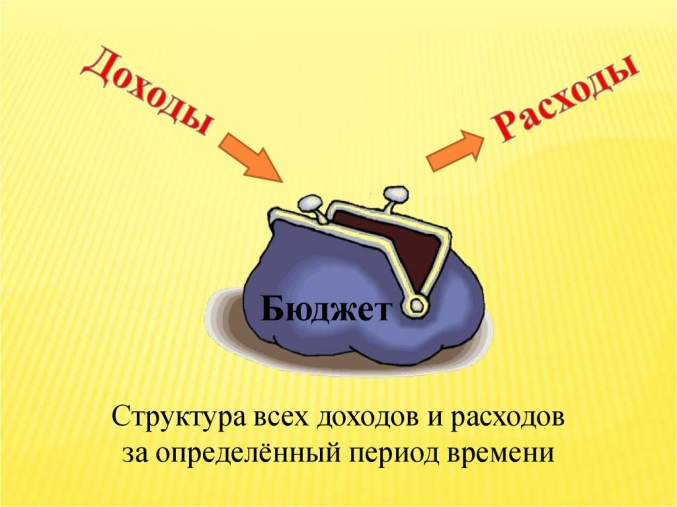 Доходы
Расходы
Бюджет
Структура всех доходов и расходов
за определённый период времени